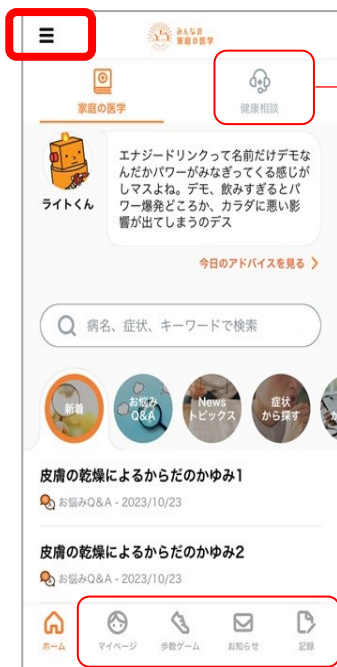 みんなの
家庭の医学
家庭の医学
健康相談
エナジードリンクって名前だけデモな
んだかパワーがみなぎってくる感じが
しマスよね。デモ、飲みすぎるとパ
ワー爆発どころか、カラダに悪い影
響が出てしまうのデス
ライトくん
今日のアドバイスを見る
病名、症状、キーワードで検索
新着
お悩み
Q&A
News
トピックス
症状
から探す
か
皮膚の乾燥によるからだのかゆみ1
お悩みQ&A - 2023/10/23
皮膚の乾燥によるからだのかゆみ2
お悩みQ&A - 2023/10/23
ホーム
マイページ
歩数ゲーム
お知らせ
記録